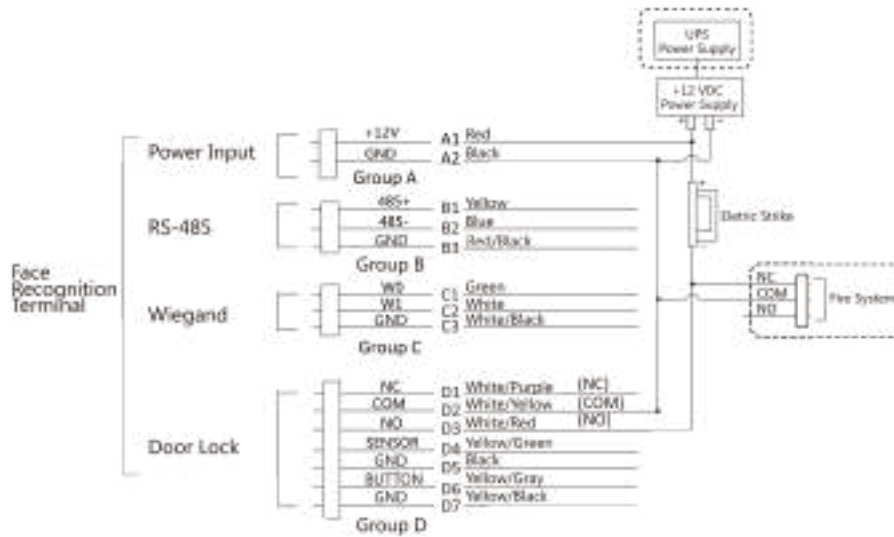 UPS
Power Supply
+12 VDC
Power Supply
+ -
Power Input
+12V A1 Red
GND A2 Black
Group A
+
Eletric Strike
RS-485
485+ B1 Yellow
485- B2 Blue
GND B3 Red/Black
Group B
Face
Recognition
Terminal
NC
COM
NO
Fire System
Wiegand
W0 C1 Green
W1 C2 White
GND C3 White/Black
Group C
Door Lock
NC D1 White/Purple (NC)
COM D2 White/Yellow (COM)
NO D3 White/Red (NO)
SENSOR D4 Yellow/Green
GND D5 Black
BUTTON D6 Yellow/Gray
GND D7 Yellow/Black
Group D